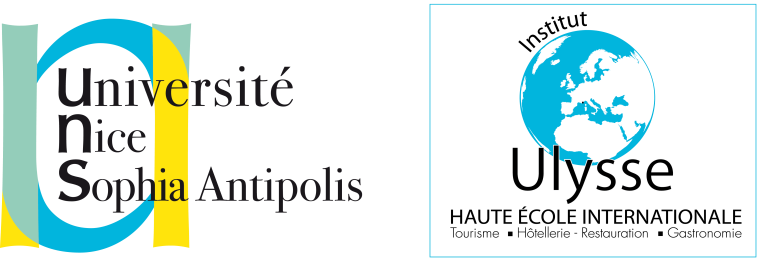 Université
Nice
Sophia Antipolis
Institut
Ulysse
HAUTE ÉCOLE INTERNATIONALE
Tourisme ■ Hôtellerie - Restauration ■ Gastronomie